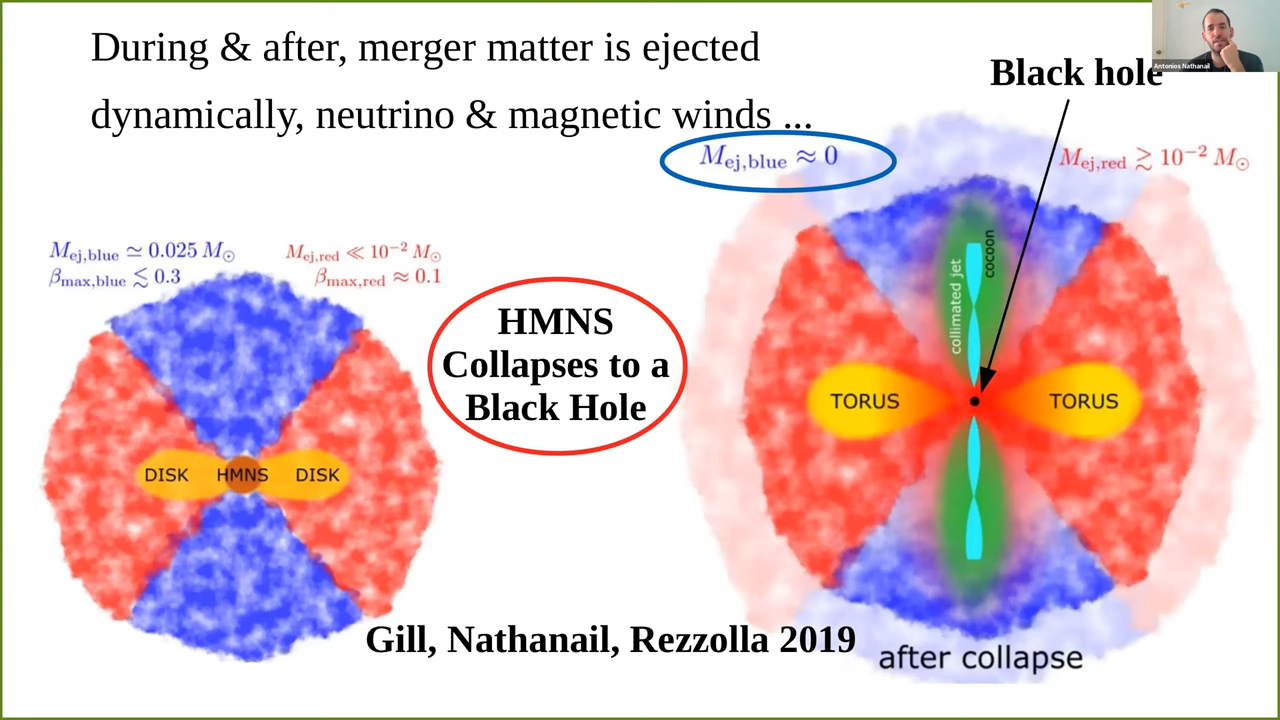 During & after, merger matter is ejected
dynamically, neutrino & magnetic winds ...
Antonios Nathanail
Black hole
M_ej,blue ≈ 0
M_ej,red ≳ 10⁻² M_⊙
M_ej,blue ≃ 0.025 M_⊙
β_max,blue ≲ 0.3
M_ej,red ≪ 10⁻² M_⊙
β_max,red ≈ 0.1
HMNS
Collapses to a
Black Hole
collimated jet
cocoon
TORUS
TORUS
DISK
HMNS
DISK
Gill, Nathanail, Rezzolla 2019
after collapse